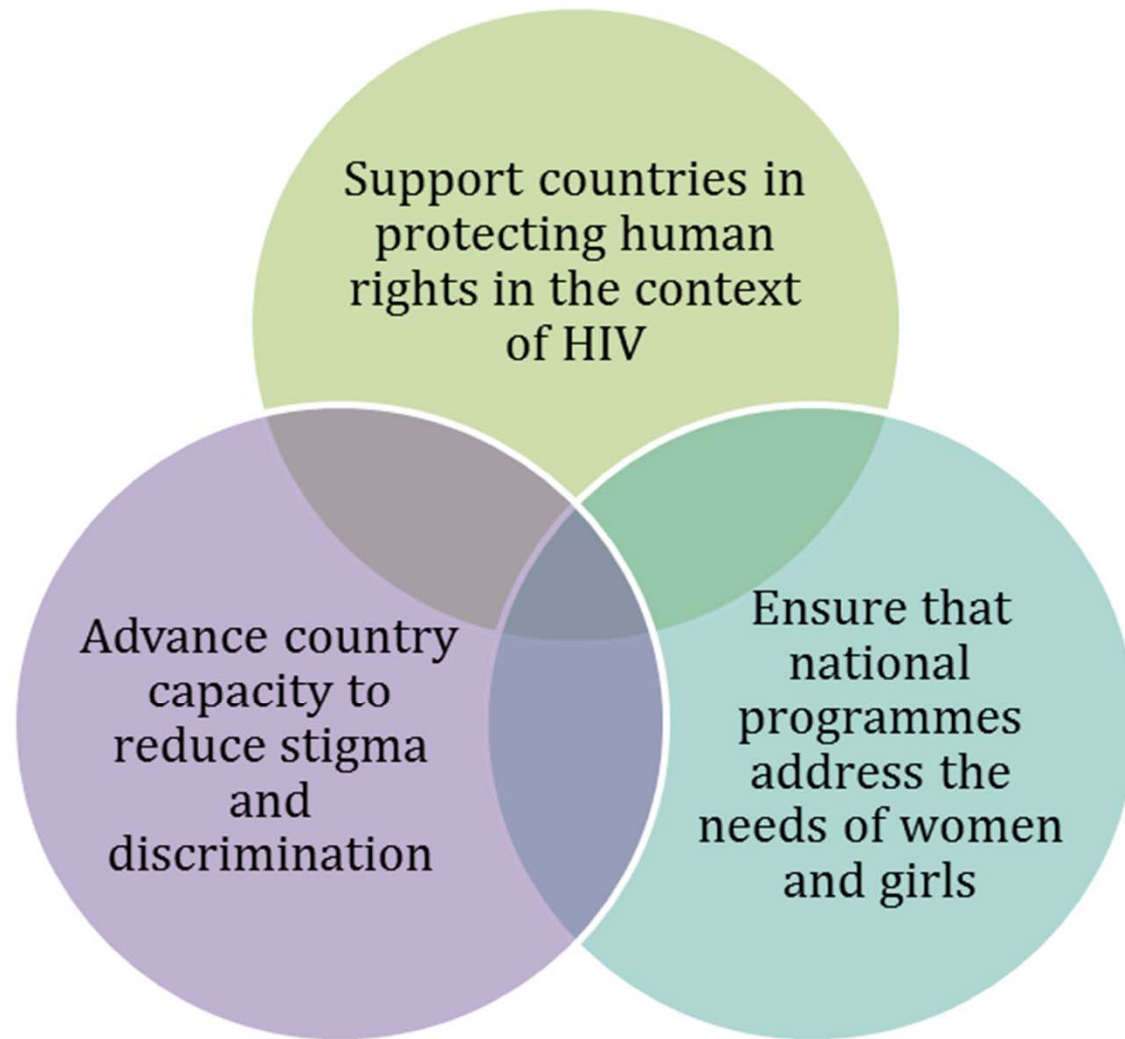 Support countries in
protecting human
rights in the context
of HIV
Advance country
capacity to
reduce stigma
and
discrimination
Ensure that
national
programmes
address the
needs of women
and girls